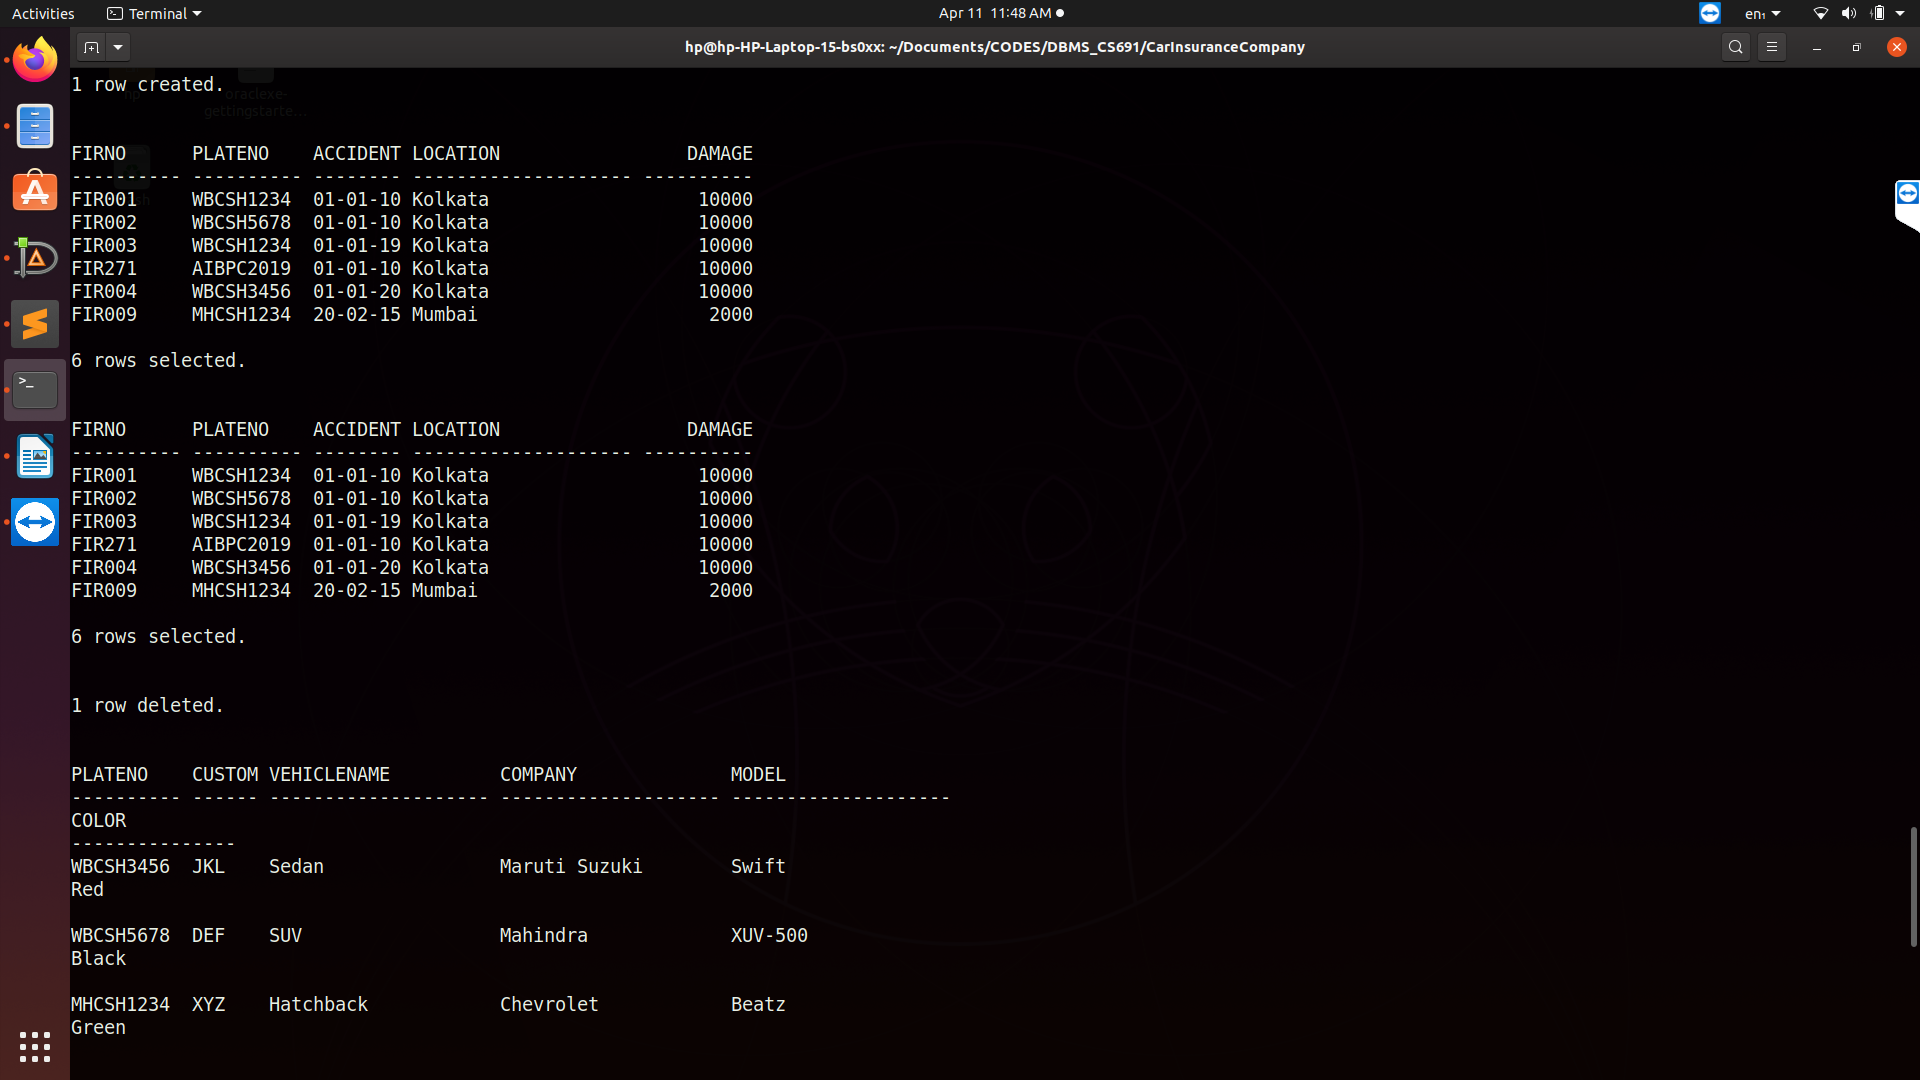 Activities Terminal Apr 11 11:48 AM en₁
hp@hp-HP-Laptop-15-bs0xx: ~/Documents/CODES/DBMS_CS691/CarInsuranceCompany
1 row created.
oraclexe-
gettingstarte...
FIRNO      PLATENO    ACCIDENT LOCATION                 DAMAGE
---------- ---------- -------- -------------------- ----------
FIR001     WBCSH1234  01-01-10 Kolkata                   10000
FIR002     WBCSH5678  01-01-10 Kolkata                   10000
FIR003     WBCSH1234  01-01-19 Kolkata                   10000
FIR271     AIBPC2019  01-01-10 Kolkata                   10000
FIR004     WBCSH3456  01-01-20 Kolkata                   10000
FIR009     MHCSH1234  20-02-15 Mumbai                     2000
6 rows selected.
FIRNO      PLATENO    ACCIDENT LOCATION                 DAMAGE
---------- ---------- -------- -------------------- ----------
FIR001     WBCSH1234  01-01-10 Kolkata                   10000
FIR002     WBCSH5678  01-01-10 Kolkata                   10000
FIR003     WBCSH1234  01-01-19 Kolkata                   10000
FIR271     AIBPC2019  01-01-10 Kolkata                   10000
FIR004     WBCSH3456  01-01-20 Kolkata                   10000
FIR009     MHCSH1234  20-02-15 Mumbai                     2000
6 rows selected.
1 row deleted.
PLATENO    CUSTOM VEHICLENAME          COMPANY              MODEL
---------- ------ -------------------- -------------------- --------------------
COLOR
---------------
WBCSH3456  JKL    Sedan                Maruti Suzuki        Swift
Red
WBCSH5678  DEF    SUV                  Mahindra             XUV-500
Black
MHCSH1234  XYZ    Hatchback            Chevrolet            Beatz
Green